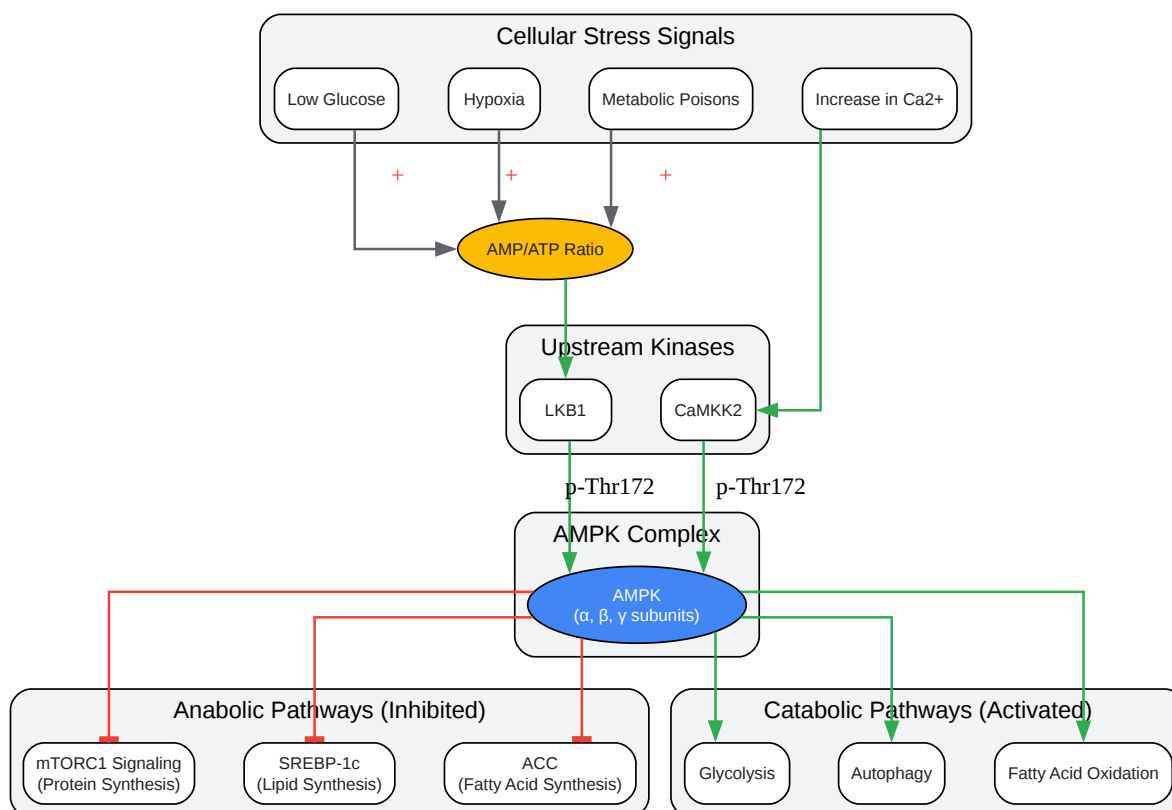 Cellular Stress Signals
Low Glucose
Hypoxia
Metabolic Poisons
Increase in Ca2+
+
+
+
AMP/ATP Ratio
Upstream Kinases
LKB1
CaMKK2
p-Thr172
p-Thr172
AMPK Complex
AMPK
(α, β, γ subunits)
Anabolic Pathways (Inhibited)
mTORC1 Signaling
(Protein Synthesis)
SREBP-1c
(Lipid Synthesis)
ACC
(Fatty Acid Synthesis)
Catabolic Pathways (Activated)
Glycolysis
Autophagy
Fatty Acid Oxidation